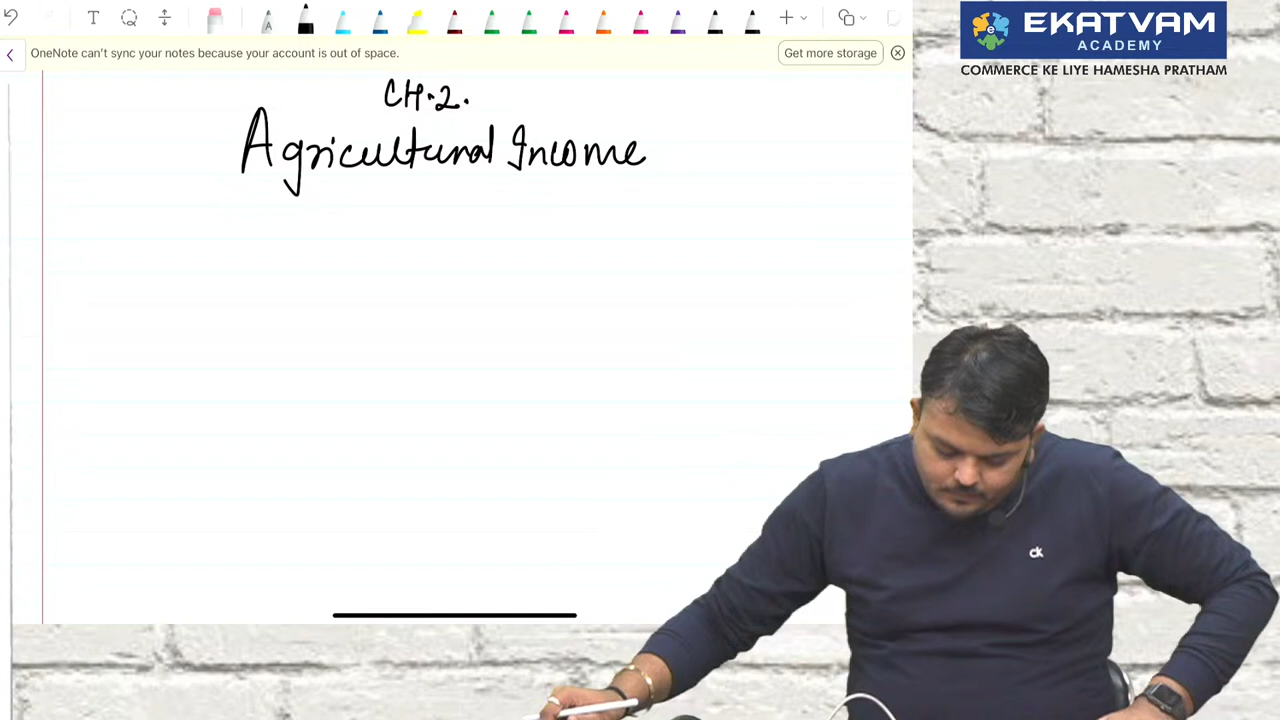 EKATVAM
ACADEMY
COMMERCE KE LIYE HAMESHA PRATHAM
T
A
OneNote can't sync your notes because your account is out of space.
Get more storage
CH.2.
Agricultural Income
e
ck